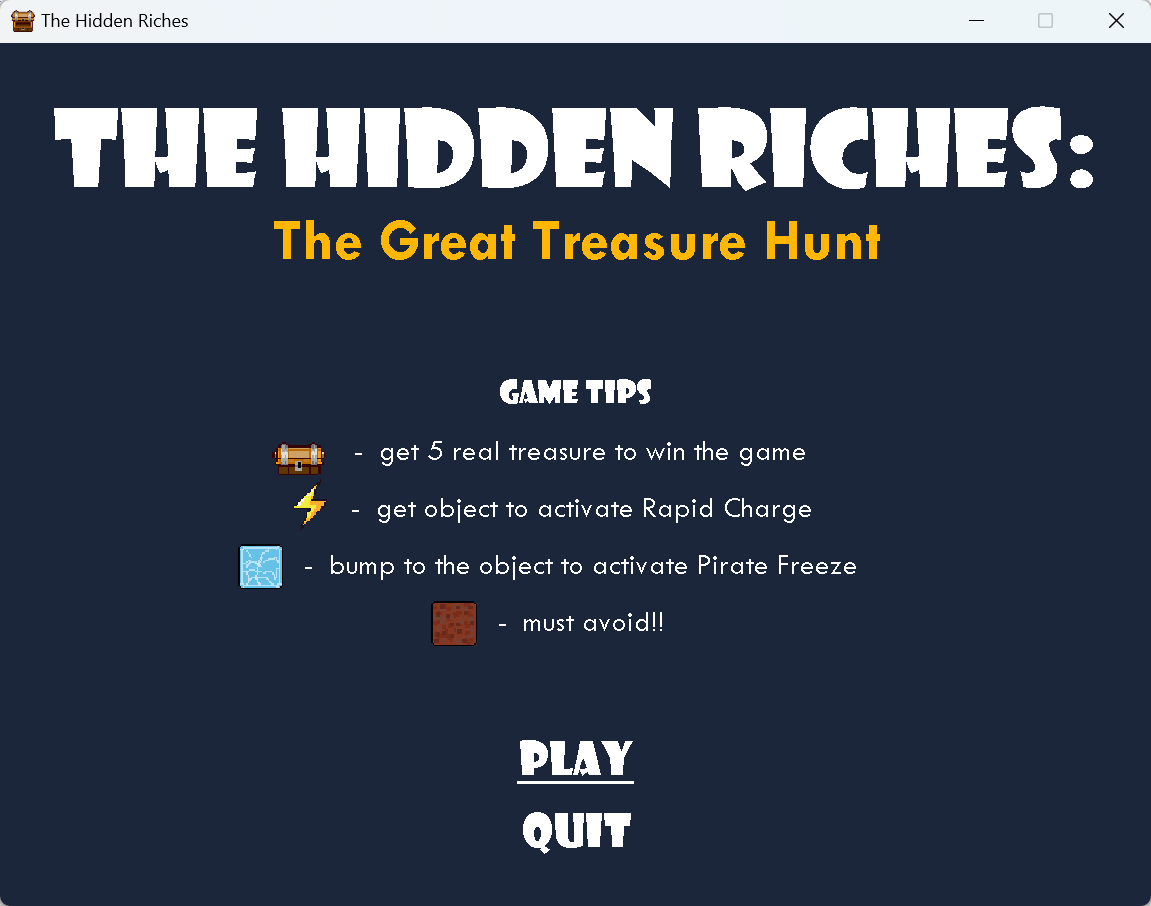 The Hidden Riches
THE HIDDEN RICHES:
The Great Treasure Hunt
GAME TIPS
- get 5 real treasure to win the game
- get object to activate Rapid Charge
- bump to the object to activate Pirate Freeze
- must avoid!!
PLAY
QUIT